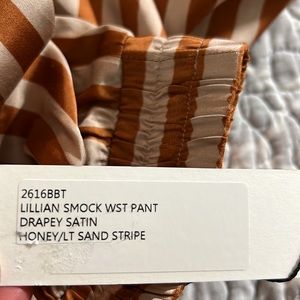 2616BBT
LILLIAN SMOCK WST PANT
DRAPEY SATIN
HONEY/LT SAND STRIPE